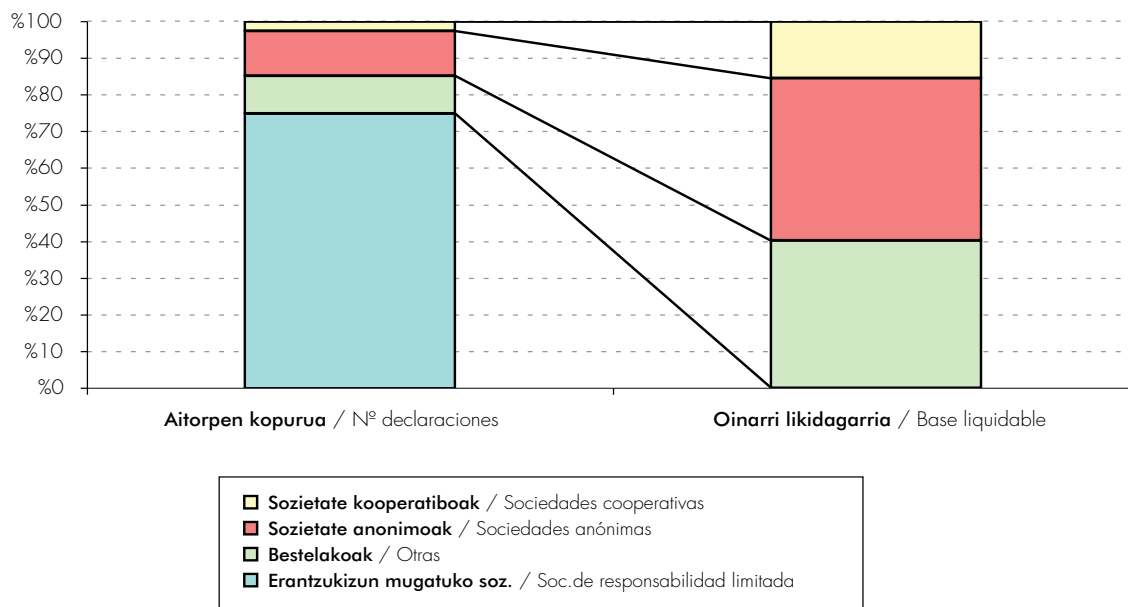 %100
%90
%80
%70
%60
%50
%40
%30
%20
%10
%0
Aitorpen kopurua / Nº declaraciones
Oinarri likidagarria / Base liquidable
Sozietate kooperatiboak / Sociedades cooperativas
Sozietate anonimoak / Sociedades anónimas
Bestelakoak / Otras
Erantzukizun mugatuko soz. / Soc.de responsabilidad limitada